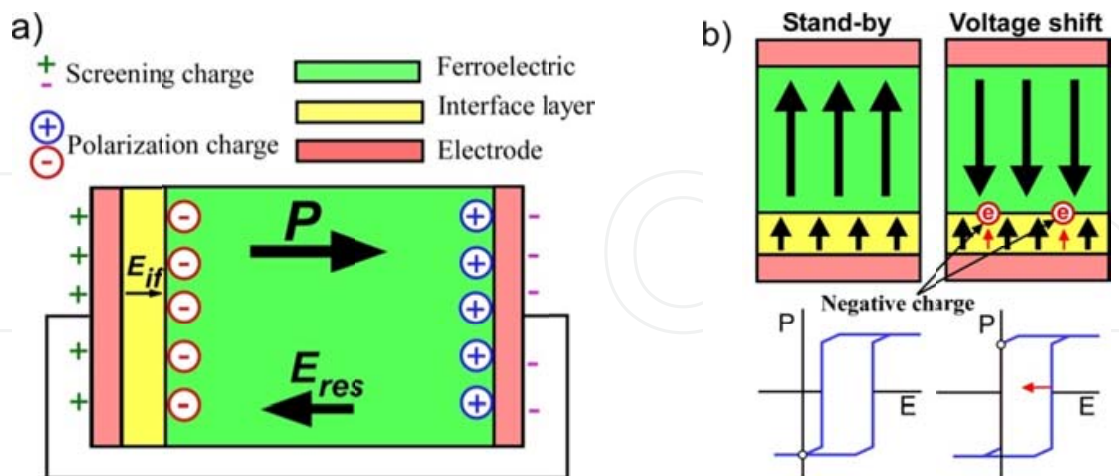 a)
+
- Screening charge
+
- Polarization charge
Ferroelectric
Interface layer
Electrode
+ - + -
+ - + -
+ - + -
+ - + -
+ - + -
P
E_if
E_res
b)
Stand-by
Voltage shift
e e
Negative charge
P
E
P
E